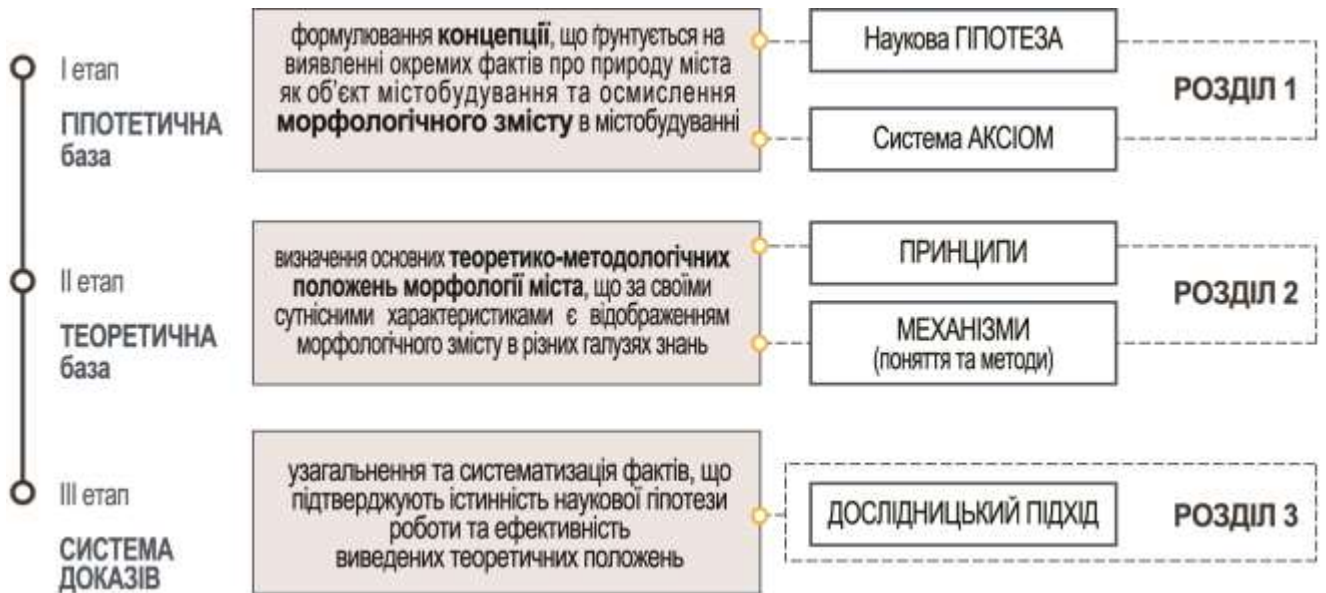 І етап
ГІПОТЕТИЧНА
база
формулювання концепції, що ґрунтується на
виявленні окремих фактів про природу міста
як об'єкт містобудування та осмислення
морфологічного змісту в містобудуванні
Наукова ГІПОТЕЗА
Система АКСІОМ
РОЗДІЛ 1
ІІ етап
ТЕОРЕТИЧНА
база
визначення основних теоретико-методологічних
положень морфології міста, що за своїми
сутнісними характеристиками є відображенням
морфологічного змісту в різних галузях знань
ПРИНЦИПИ
МЕХАНІЗМИ
(поняття та методи)
РОЗДІЛ 2
ІІІ етап
СИСТЕМА
ДОКАЗІВ
узагальнення та систематизація фактів, що
підтверджують істинність наукової гіпотези
роботи та ефективність
виведених теоретичних положень
ДОСЛІДНИЦЬКИЙ ПІДХІД
РОЗДІЛ 3